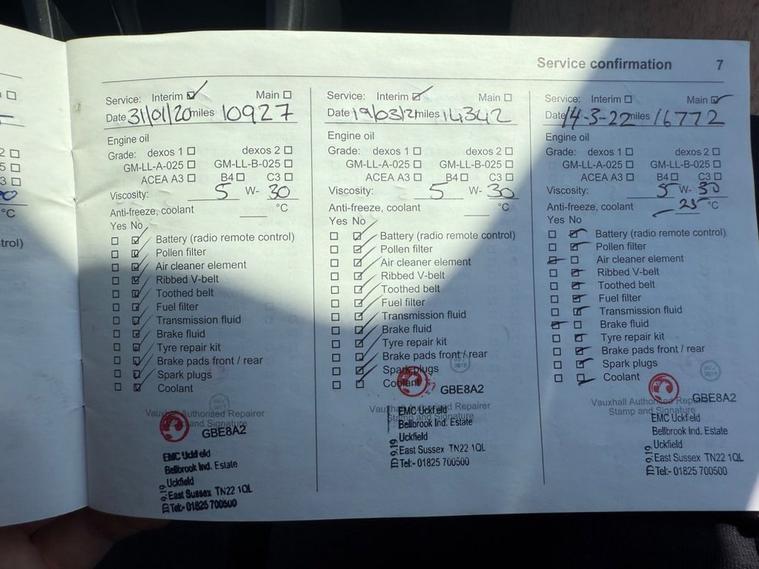 Service confirmation 7
Service: Interim Main
Date 31/01/20 miles 10927
Engine oil
Grade: dexos 1 dexos 2
GM-LL-A-025 GM-LL-B-025
ACEA A3 B4 C3
Viscosity: 5 W- 30
Anti-freeze, coolant °C
Yes No
Battery (radio remote control)
Pollen filter
Air cleaner element
Ribbed V-belt
Toothed belt
Fuel filter
Transmission fluid
Brake fluid
Tyre repair kit
Brake pads front / rear
Spark plugs
Coolant
Vauxhall Authorised Repairer
Stamp and Signature
GBE8A2
EMC Uckfield
Bellbrook Ind. Estate
Uckfield
East Sussex TN22 1QL
Tel:- 01825 700500
Service: Interim Main
Date 19/03/21 miles 14342
Engine oil
Grade: dexos 1 dexos 2
GM-LL-A-025 GM-LL-B-025
ACEA A3 B4 C3
Viscosity: 5 W- 30
Anti-freeze, coolant °C
Yes No
Battery (radio remote control)
Pollen filter
Air cleaner element
Ribbed V-belt
Toothed belt
Fuel filter
Transmission fluid
Brake fluid
Tyre repair kit
Brake pads front / rear
Spark plugs
Coolant
GBE8A2
Vauxhall Authorised Repairer
Stamp and Signature
EMC Uckfield
Bellbrook Ind. Estate
Uckfield
East Sussex TN22 1QL
Tel:- 01825 700500
Service: Interim Main
Date 14-3-22 miles 16772
Engine oil
Grade: dexos 1 dexos 2
GM-LL-A-025 GM-LL-B-025
ACEA A3 B4 C3
Viscosity: 5 W- 30
Anti-freeze, coolant -25 °C
Yes No
Battery (radio remote control)
Pollen filter
Air cleaner element
Ribbed V-belt
Toothed belt
Fuel filter
Transmission fluid
Brake fluid
Tyre repair kit
Brake pads front / rear
Spark plugs
Coolant
GBE8A2
Vauxhall Authorised Repairer
Stamp and Signature
EMC Uckfield
Bellbrook Ind. Estate
Uckfield
East Sussex TN22 1QL
Tel:- 01825 700500